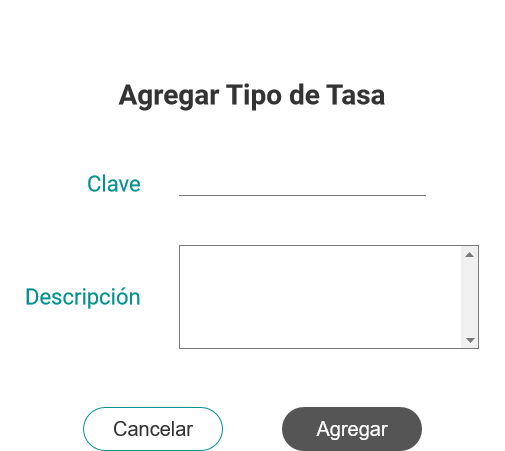 Agregar Tipo de Tasa
Clave
Descripción
Cancelar
Agregar